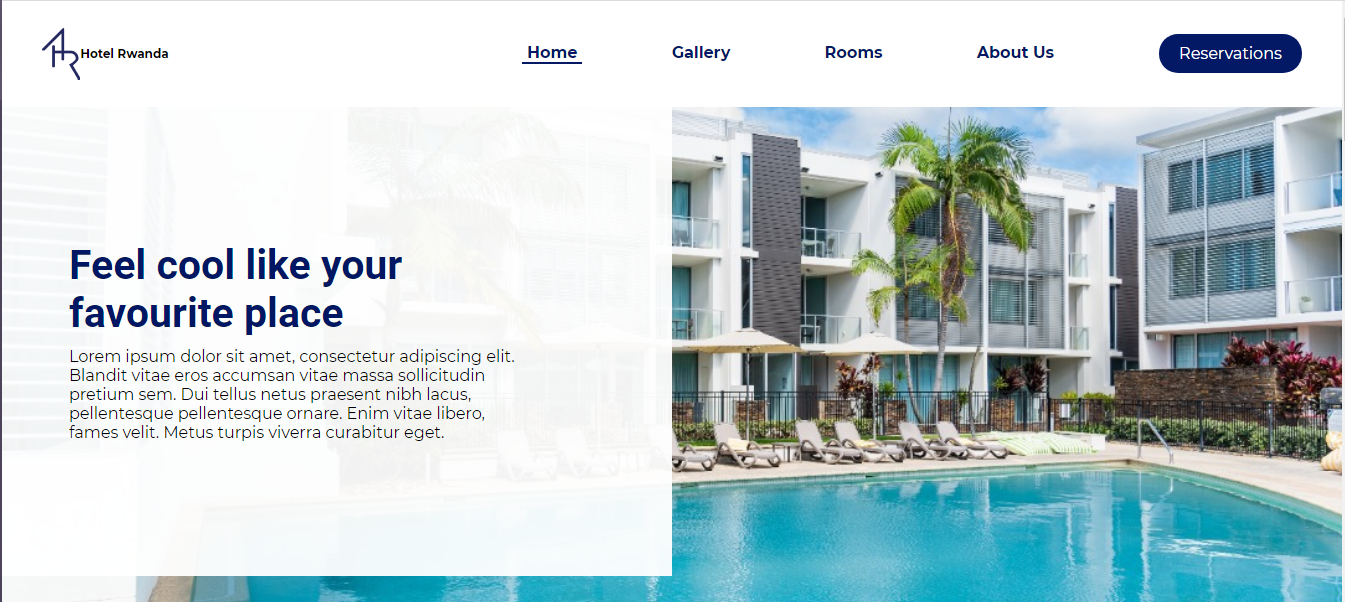 Hotel Rwanda
Home
Gallery
Rooms
About Us
Reservations
Feel cool like your
favourite place
Lorem ipsum dolor sit amet, consectetur adipiscing elit.
Blandit vitae eros accumsan vitae massa sollicitudin
pretium sem. Dui tellus netus praesent nibh lacus,
pellentesque pellentesque ornare. Enim vitae libero,
fames velit. Metus turpis viverra curabitur eget.